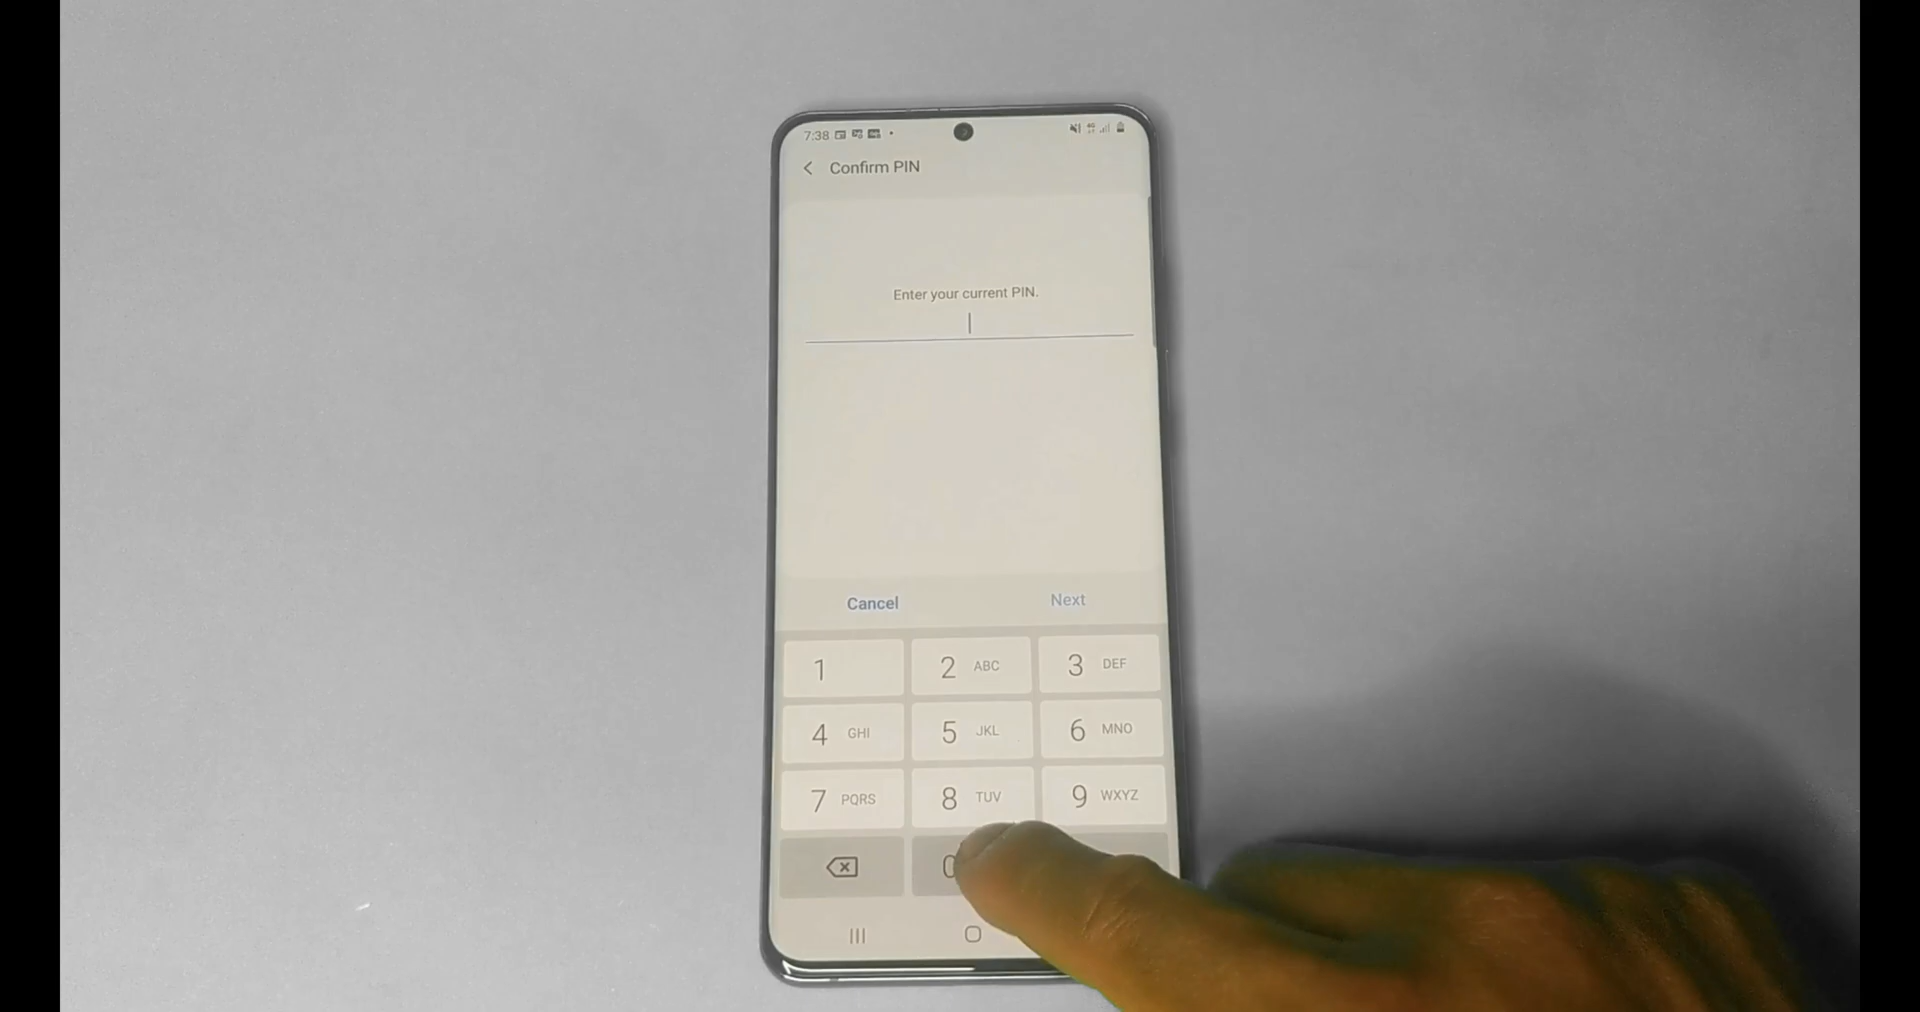 7:38
Confirm PIN
Enter your current PIN.
Cancel Next
1 2 ABC 3 DEF
4 GHI 5 JKL 6 MNO
7 PQRS 8 TUV 9 WXYZ
0